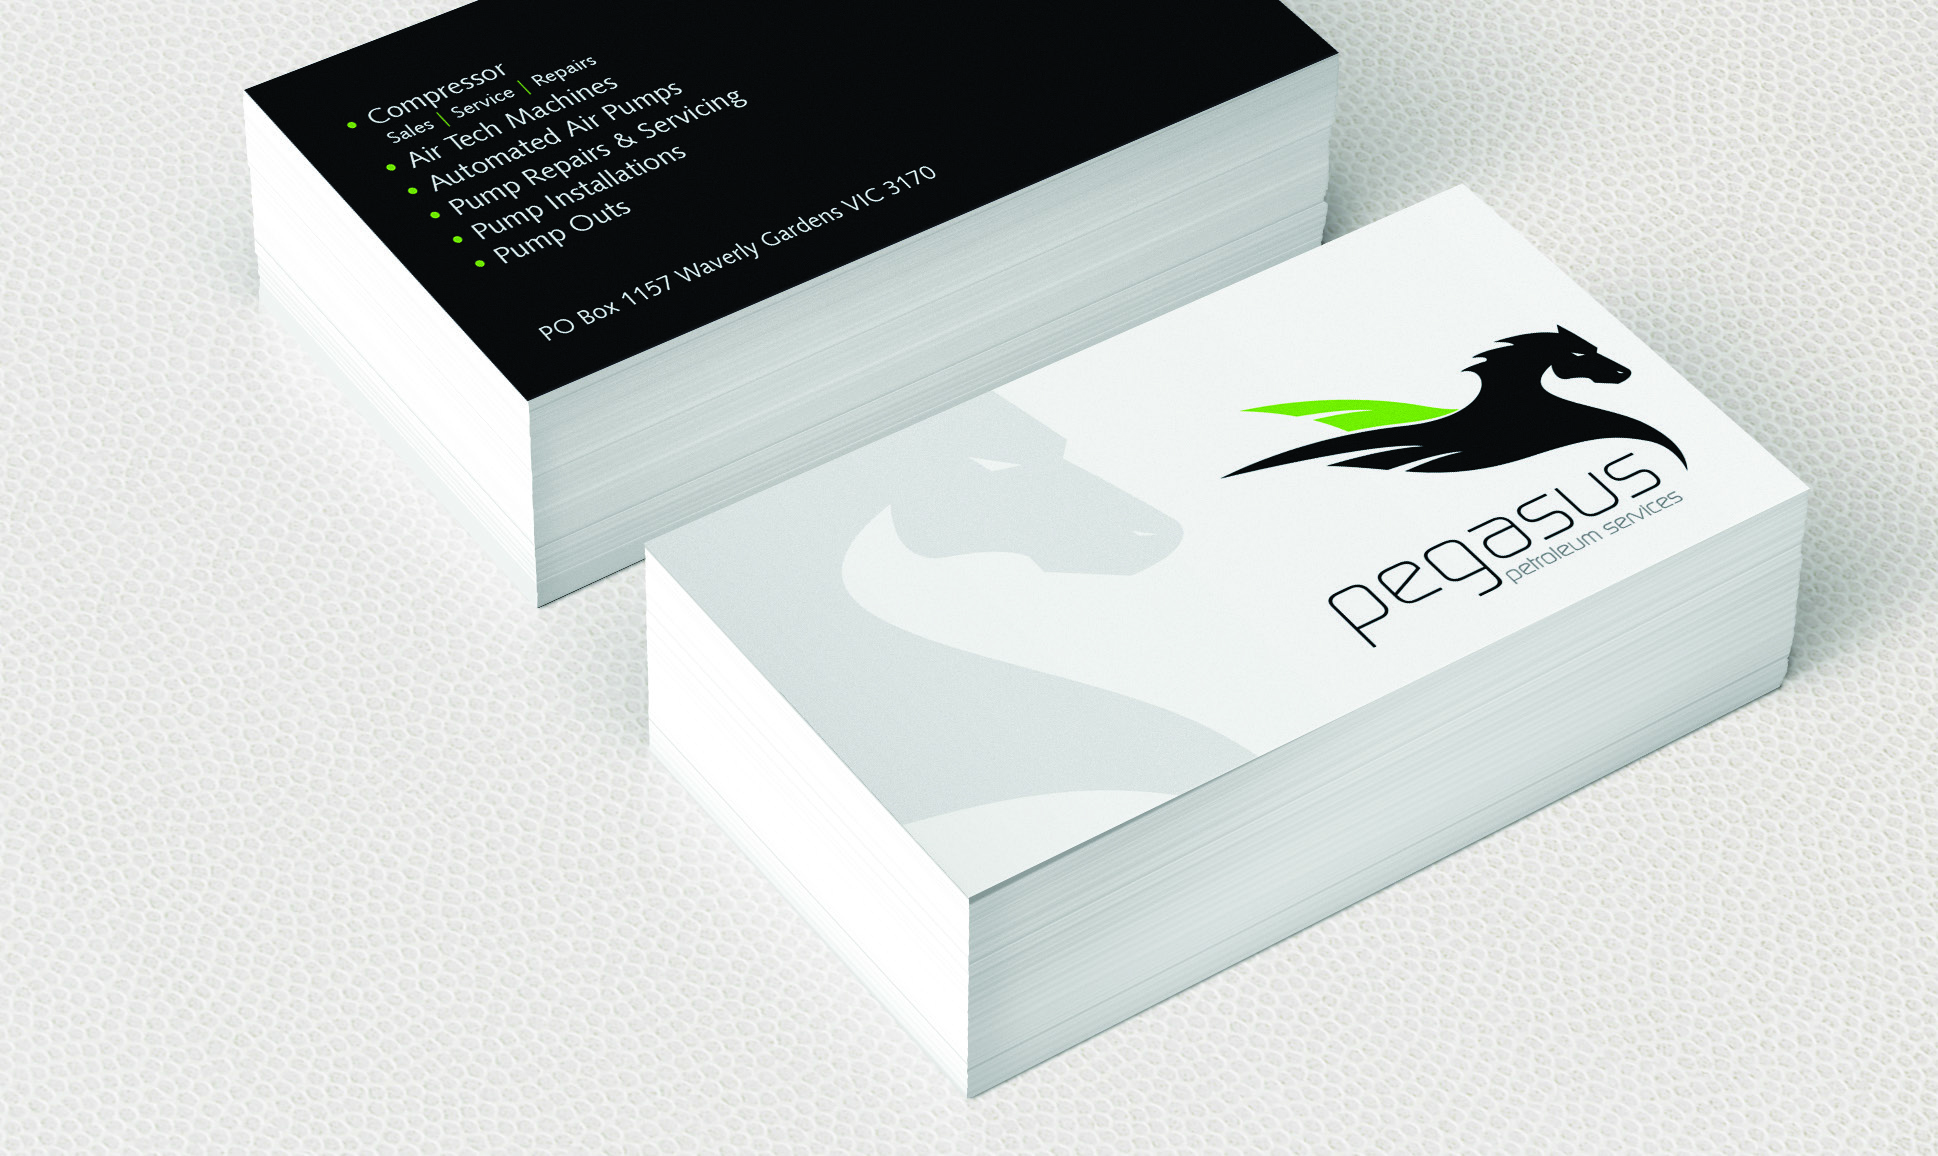 • Compressor
Sales | Service | Repairs
• Air Tech Machines
• Automated Air Pumps
• Pump Repairs & Servicing
• Pump Installations
• Pump Outs
PO Box 1157 Waverly Gardens VIC 3170
pegasus
petroleum services